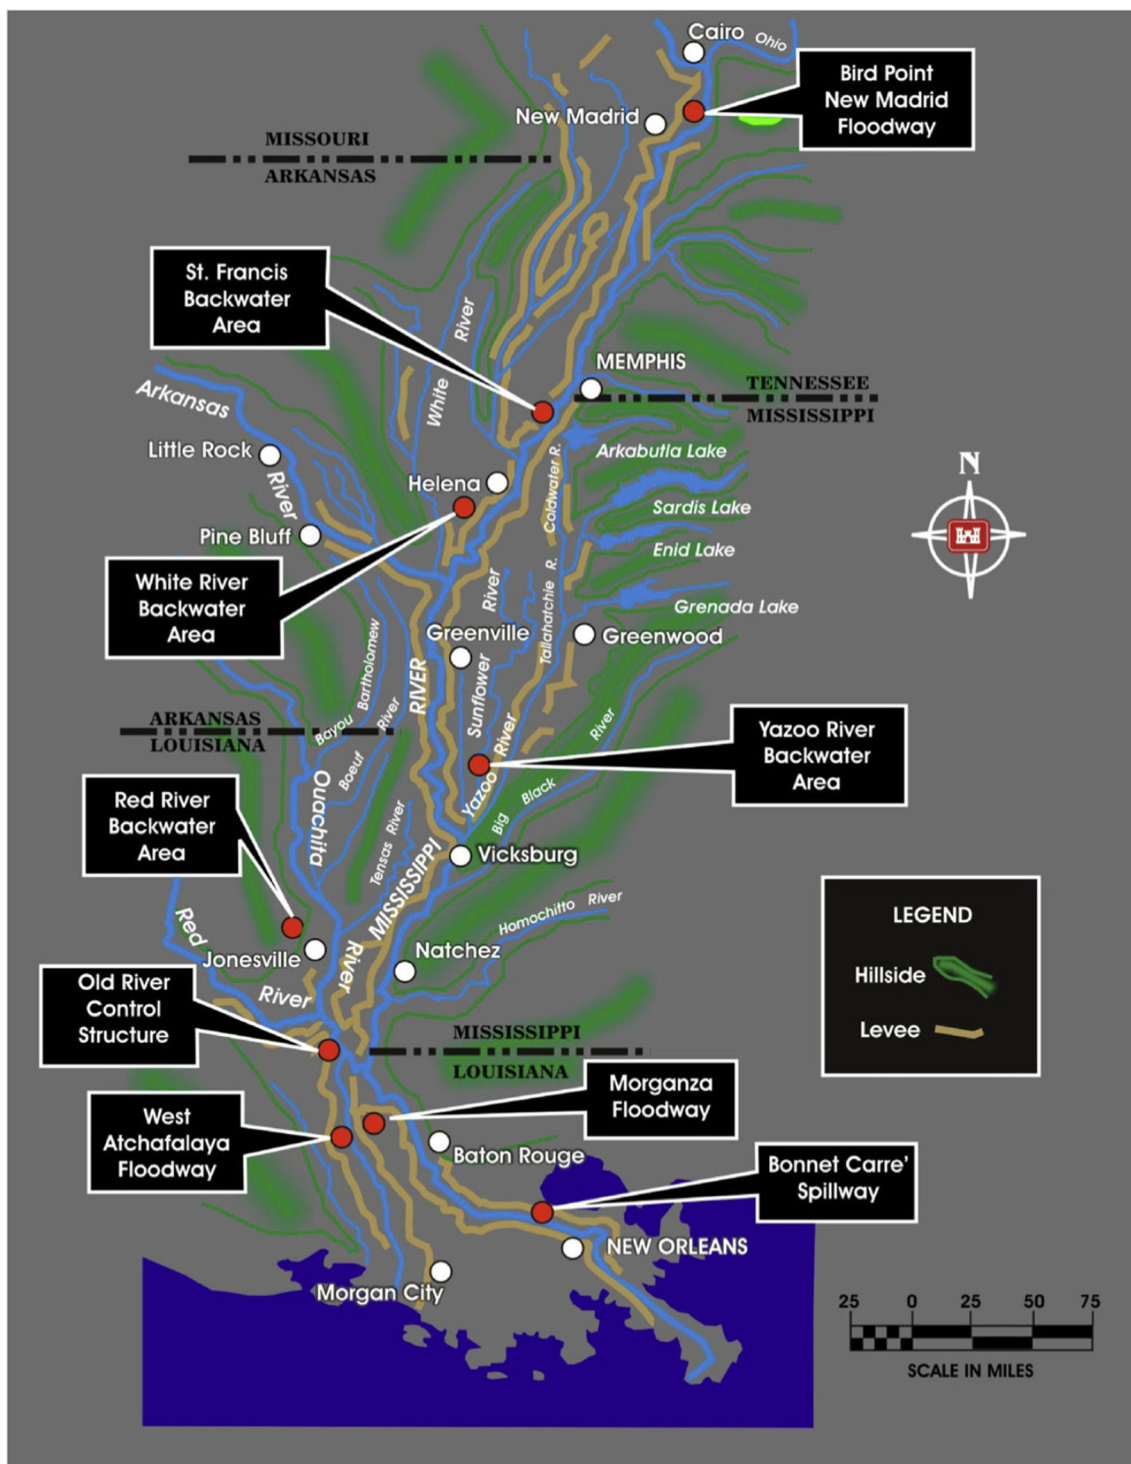 Cairo
Ohio
Bird Point
New Madrid
Floodway
New Madrid
MISSOURI
ARKANSAS
St. Francis
Backwater
Area
White River
MEMPHIS
TENNESSEE
MISSISSIPPI
Arkansas River
Little Rock
Arkabutla Lake
Coldwater R.
Helena
Sardis Lake
N
Pine Bluff
Enid Lake
White River
Backwater
Area
River
Tallahatchie R.
Grenada Lake
Greenville
Greenwood
Sunflower
Bayou Bartholomew
RIVER
ARKANSAS
LOUISIANA
Boeuf River
Yazoo River
Yazoo River
Backwater
Area
Big Black River
Ouachita
Red River
Backwater
Area
Tensas River
Vicksburg
MISSISSIPPI
Homochitto River
LEGEND
Hillside
Levee
Red
Jonesville
River
Natchez
River
Old River
Control
Structure
MISSISSIPPI
LOUISIANA
Morganza
Floodway
West
Atchafalaya
Floodway
Baton Rouge
Bonnet Carre'
Spillway
NEW ORLEANS
Morgan City
25 0 25 50 75
SCALE IN MILES